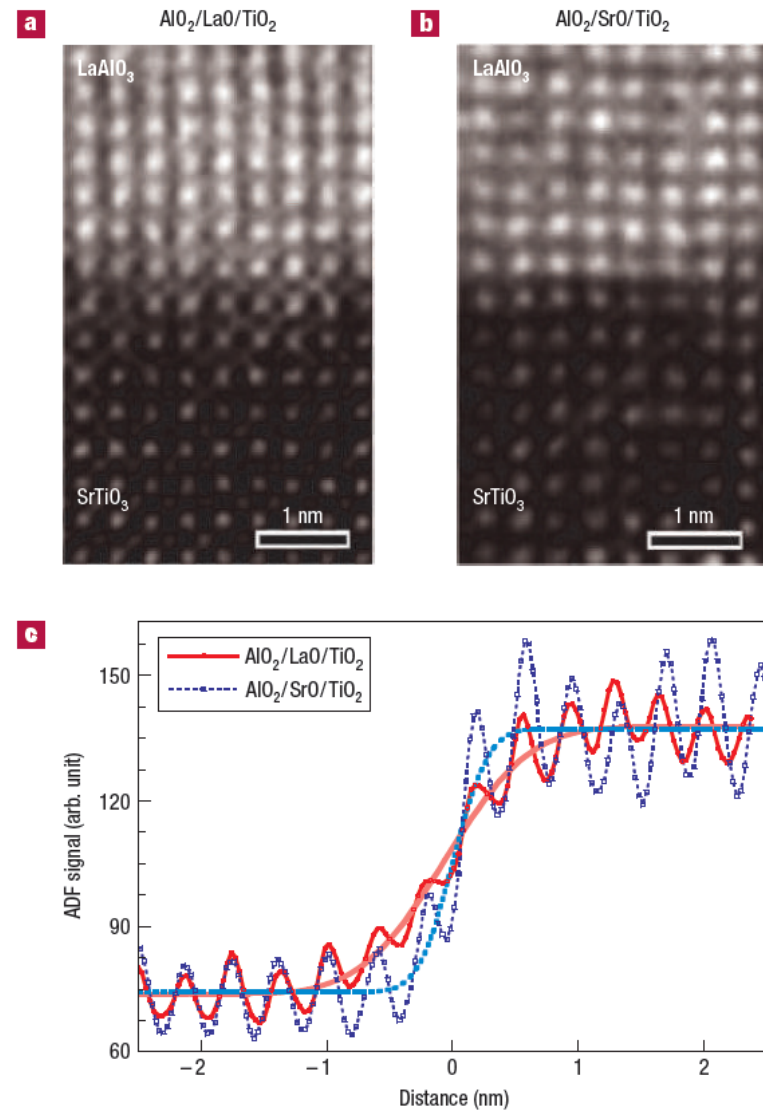 a
AlO₂/LaO/TiO₂
b
AlO₂/SrO/TiO₂
LaAlO₃
LaAlO₃
SrTiO₃
SrTiO₃
1 nm
1 nm
c
AlO₂/LaO/TiO₂
AlO₂/SrO/TiO₂
150
120
90
60
ADF signal (arb. unit)
−2
−1
0
1
2
Distance (nm)